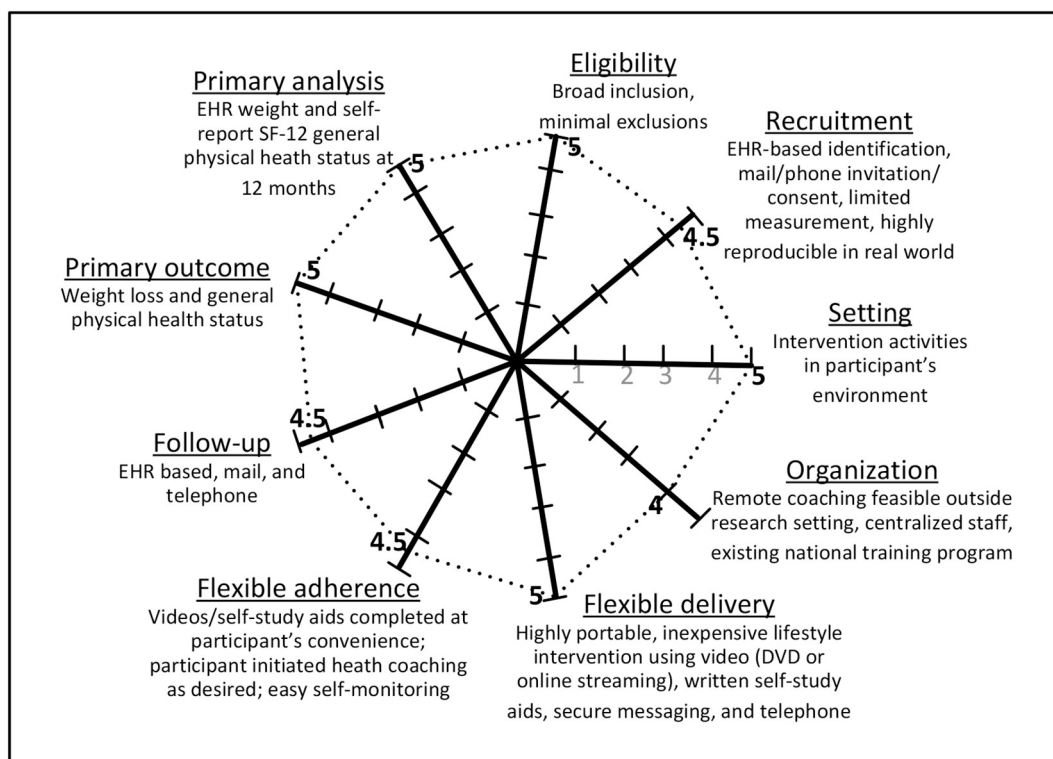 Primary analysis
EHR weight and self-
report SF-12 general
physical heath status at
12 months
5
Eligibility
Broad inclusion,
minimal exclusions
5
Recruitment
EHR-based identification,
mail/phone invitation/
consent, limited
measurement, highly
reproducible in real world
4.5
Setting
Intervention activities
in participant’s
environment
1 2 3 4 5
Organization
Remote coaching feasible outside
research setting, centralized staff,
existing national training program
4
Flexible delivery
Highly portable, inexpensive lifestyle
intervention using video (DVD or
online streaming), written self-study
aids, secure messaging, and telephone
5
Flexible adherence
Videos/self-study aids completed at
participant’s convenience;
participant initiated heath coaching
as desired; easy self-monitoring
4.5
Follow-up
EHR based, mail, and
telephone
4.5
Primary outcome
Weight loss and general
physical health status
5